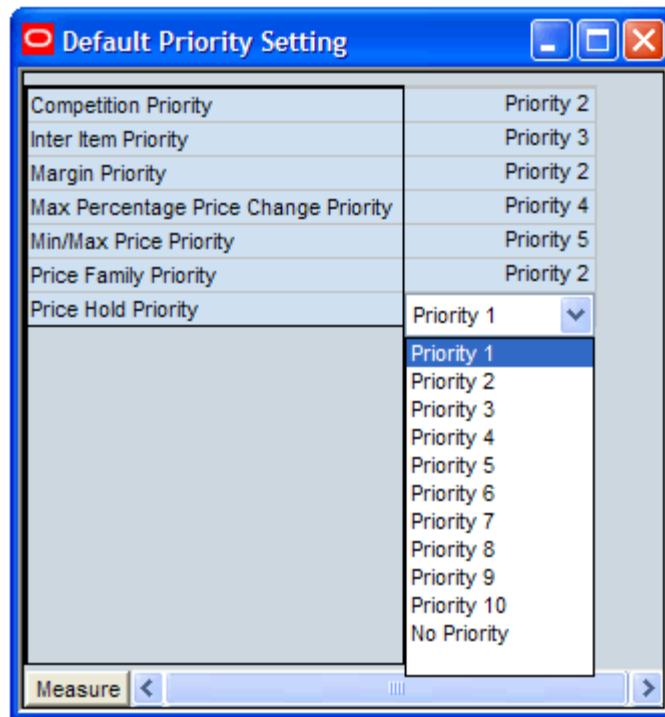 Default Priority Setting
Competition Priority Priority 2
Inter Item Priority Priority 3
Margin Priority Priority 2
Max Percentage Price Change Priority Priority 4
Min/Max Price Priority Priority 5
Price Family Priority Priority 2
Price Hold Priority Priority 1
Priority 1
Priority 2
Priority 3
Priority 4
Priority 5
Priority 6
Priority 7
Priority 8
Priority 9
Priority 10
No Priority
Measure